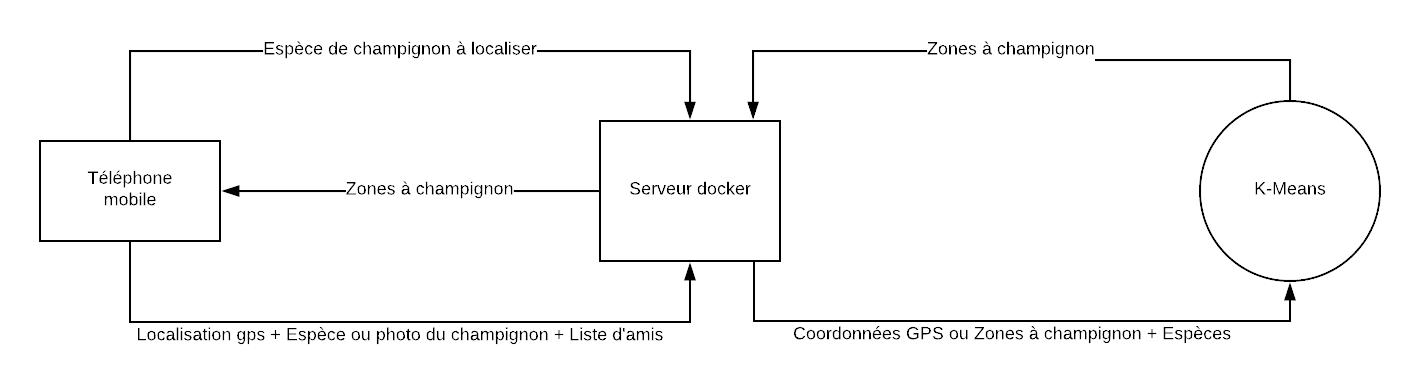 Espèce de champignon à localiser
Zones à champignon
Téléphone
mobile
Zones à champignon
Serveur docker
K-Means
Localisation gps + Espèce ou photo du champignon + Liste d'amis
Coordonnées GPS ou Zones à champignon + Espèces